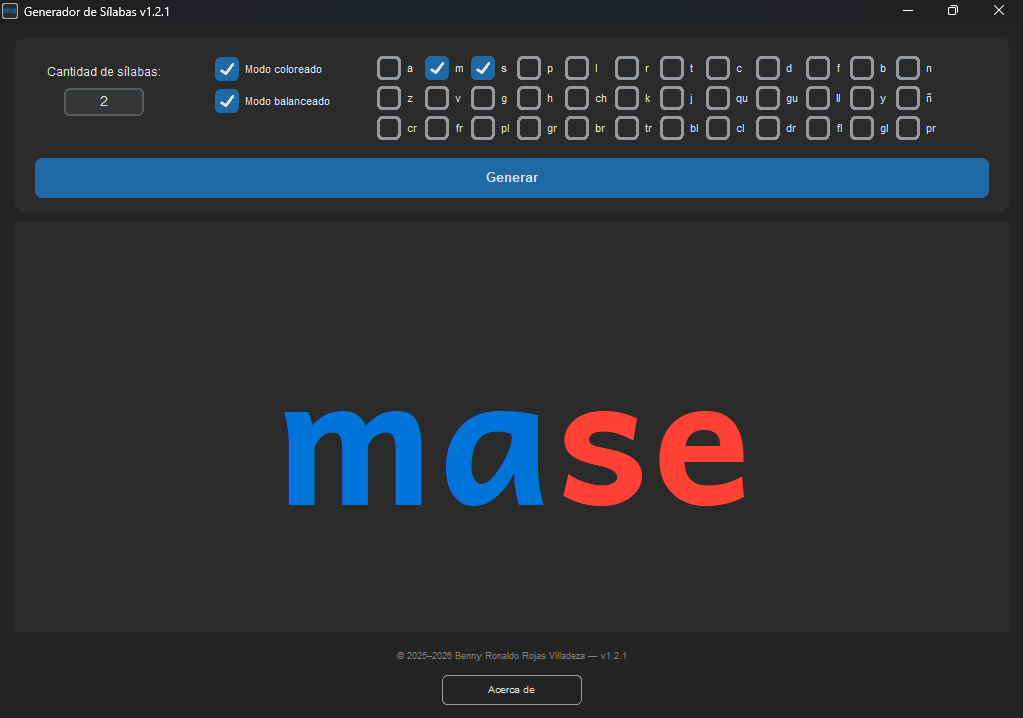 Generador de Sílabas v1.2.1
Cantidad de sílabas:
2
Modo coloreado
Modo balanceado
a m s p l r t c d f b n
z v g h ch k j qu gu ll y ñ
cr fr pl gr br tr bl cl dr fl gl pr
Generar
mase
© 2025–2026 Benny Ronaldo Rojas Villadeza — v1.2.1
Acerca de